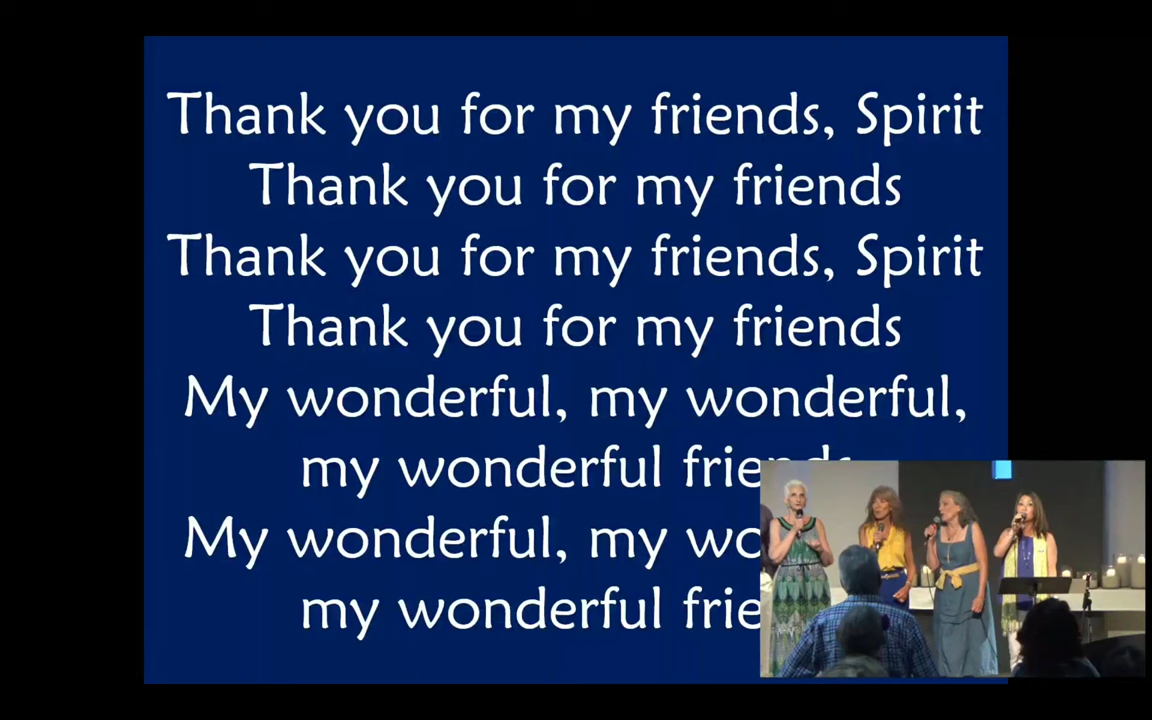 Thank you for my friends, Spirit
Thank you for my friends
Thank you for my friends, Spirit
Thank you for my friends
My wonderful, my wonderful,
my wonderful friends
My wonderful, my
my wonderful